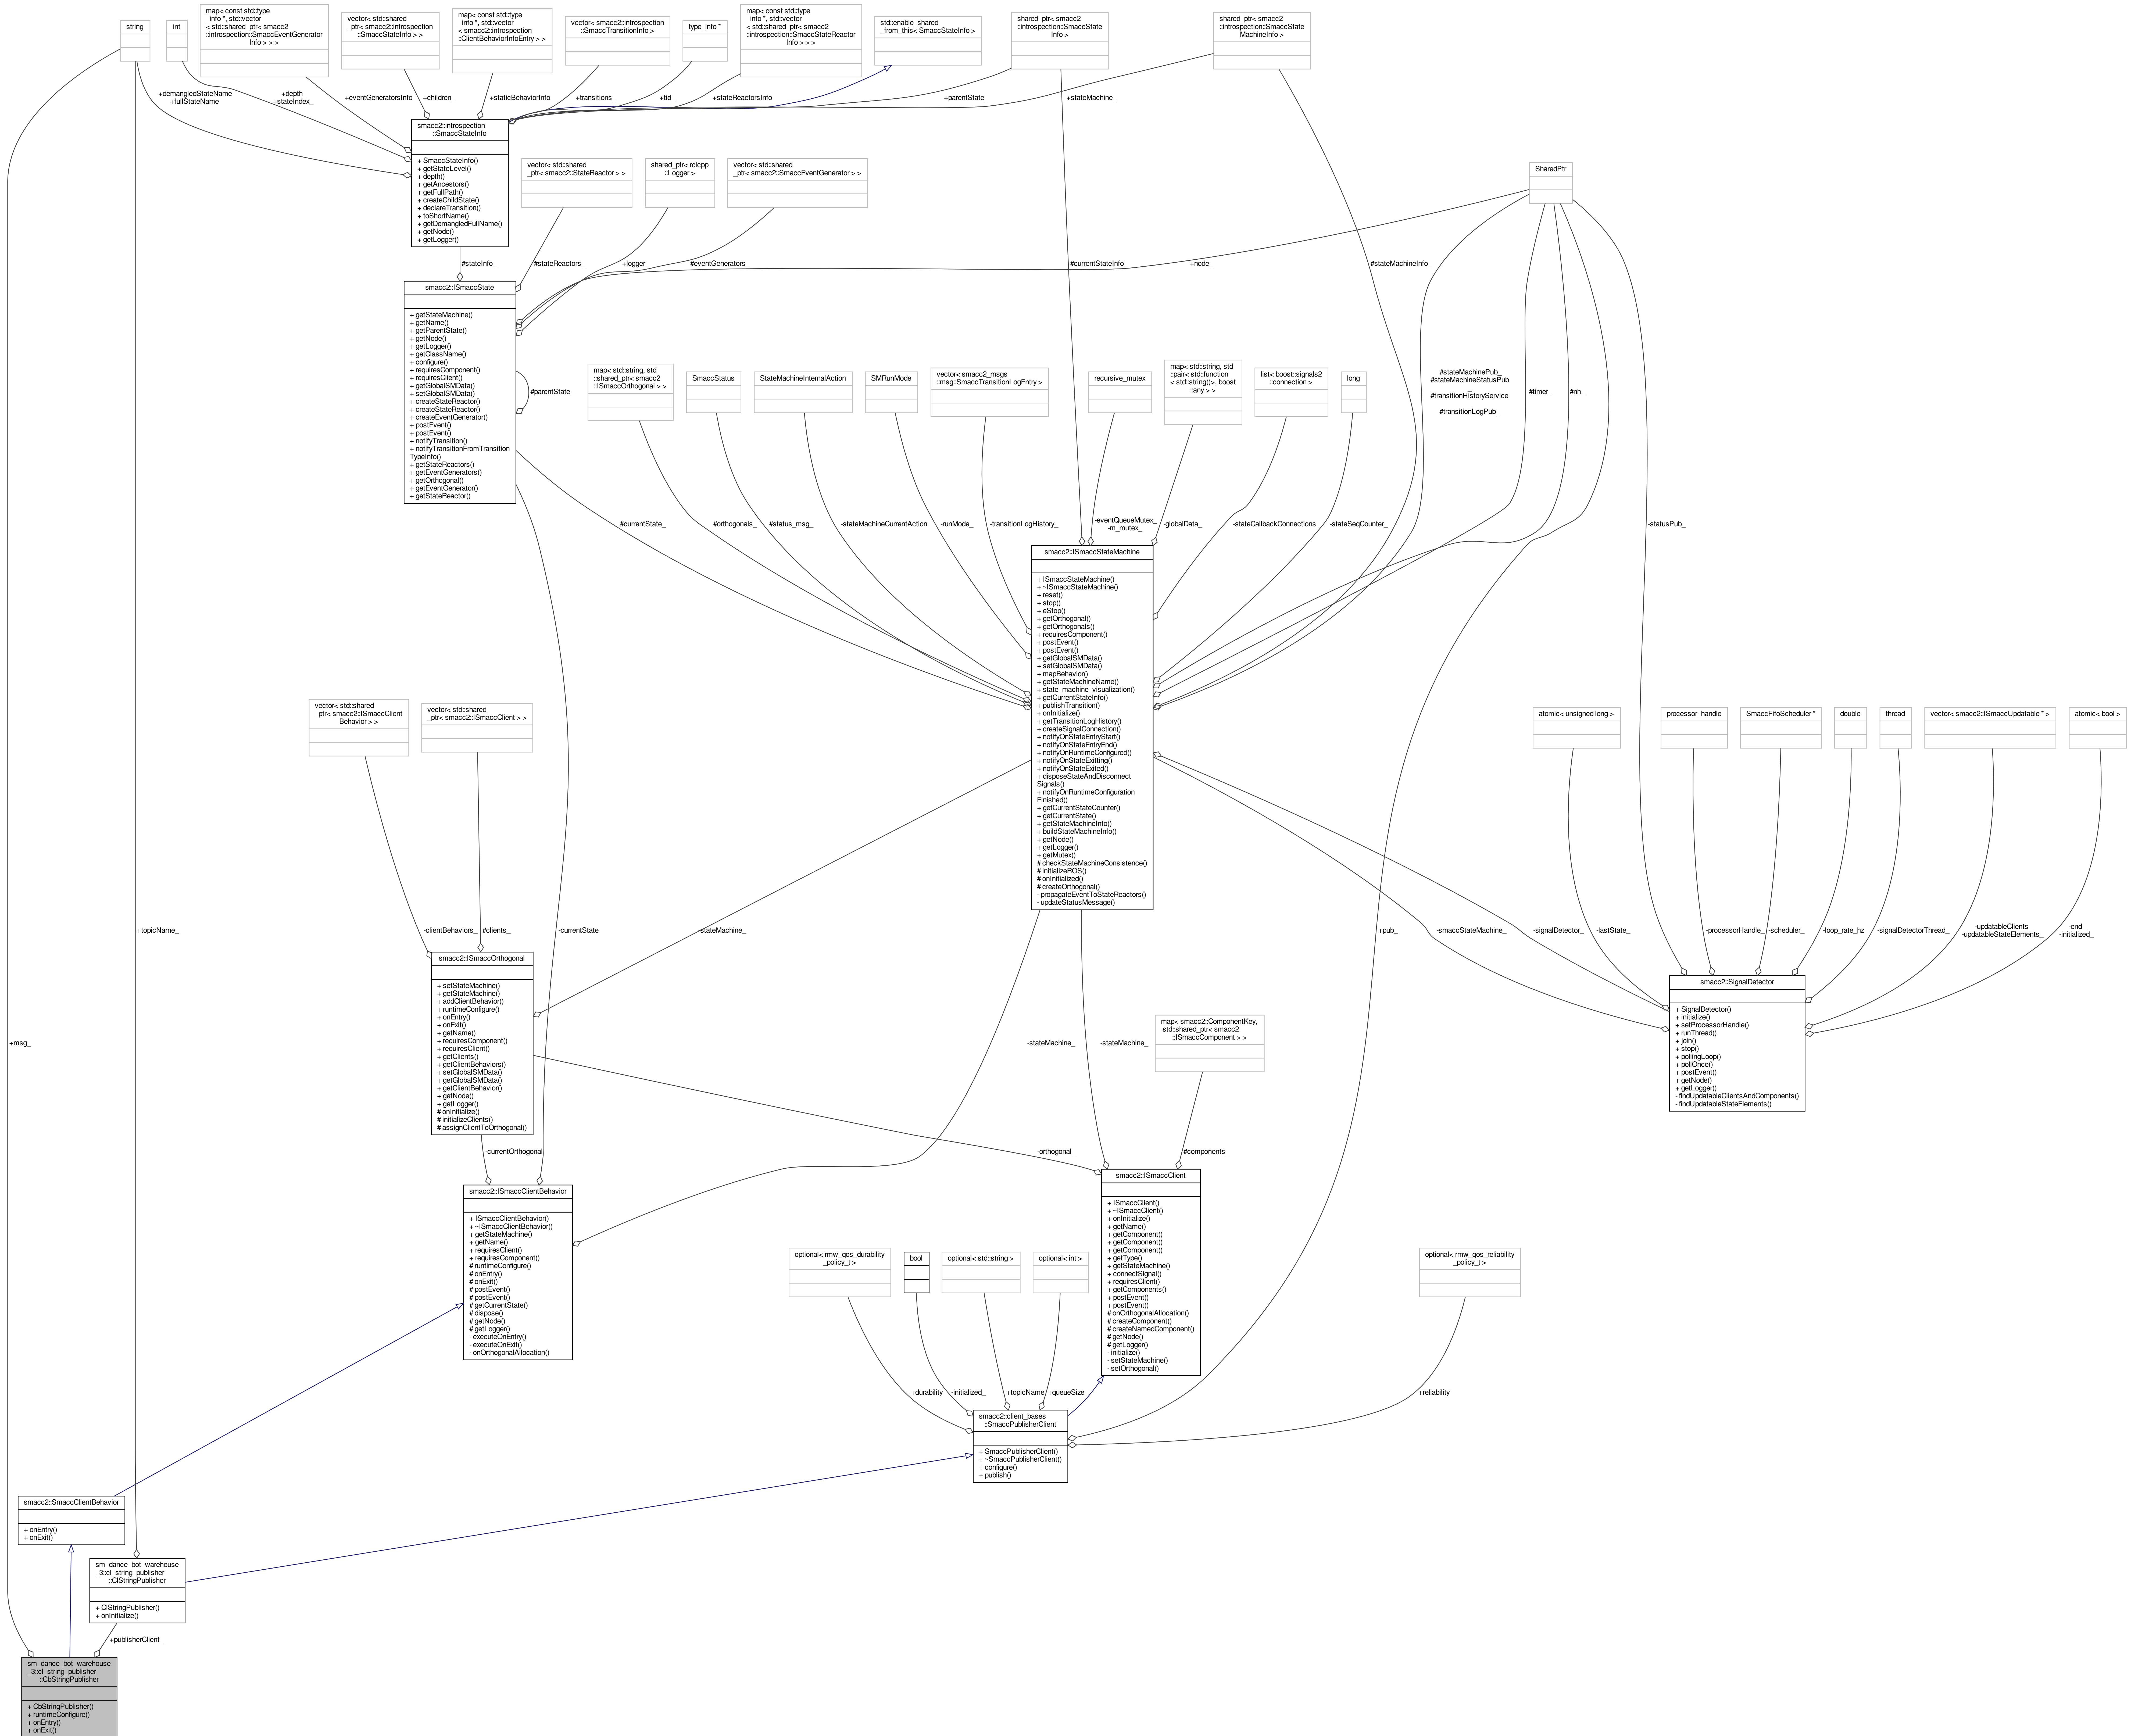 string
int
map< const std::type
_info *, std::vector
< std::shared_ptr< smacc2
::introspection::SmaccEventGenerator
Info > > >
vector< std::shared
_ptr< smacc2::introspection
::SmaccStateInfo > >
map< const std::type
_info *, std::vector
< smacc2::introspection
::ClientBehaviorInfoEntry > >
vector< smacc2::introspection
::SmaccTransitionInfo >
type_info *
map< const std::type
_info *, std::vector
< std::shared_ptr< smacc2
::introspection::SmaccStateReactor
Info > > >
std::enable_shared
_from_this< SmaccStateInfo >
shared_ptr< smacc2
::introspection::SmaccState
Info >
shared_ptr< smacc2
::introspection::SmaccState
MachineInfo >
+demangledStateName
+fullStateName
+depth_
+stateIndex_
+eventGeneratorsInfo
+children_
+staticBehaviorInfo
+transitions_
+tid_
+stateReactorsInfo
+parentState_
+stateMachine_
smacc2::introspection
::SmaccStateInfo
+ SmaccStateInfo()
+ getStateLevel()
+ depth()
+ getAncestors()
+ getFullPath()
+ createChildState()
+ declareTransition()
+ toShortName()
+ getDemangledFullName()
+ getNode()
+ getLogger()
vector< std::shared
_ptr< smacc2::StateReactor > >
shared_ptr< rclcpp
::Logger >
vector< std::shared
_ptr< smacc2::SmaccEventGenerator > >
SharedPtr
#stateInfo_
#stateReactors_
+logger_
#eventGenerators_
+node_
#currentStateInfo_
#stateMachineInfo_
smacc2::ISmaccState
+ getStateMachine()
+ getName()
+ getParentState()
+ getNode()
+ getLogger()
+ getClassName()
+ configure()
+ requiresComponent()
+ requiresClient()
+ getGlobalSMData()
+ setGlobalSMData()
+ createStateReactor()
+ createStateReactor()
+ createEventGenerator()
+ postEvent()
+ postEvent()
+ notifyTransition()
+ notifyTransitionFromTransition
TypeInfo()
+ getStateReactors()
+ getEventGenerators()
+ getOrthogonal()
+ getEventGenerator()
+ getStateReactor()
#parentState_
map< std::string, std
::shared_ptr< smacc2
::ISmaccOrthogonal > >
SmaccStatus
StateMachineInternalAction
SMRunMode
vector< smacc2_msgs
::msg::SmaccTransitionLogEntry >
recursive_mutex
map< std::string, std
::pair< std::function
< std::string()>, boost
::any > >
list< boost::signals2
::connection >
long
#stateMachinePub_
#stateMachineStatusPub
_
#transitionHistoryService
_
#transitionLogPub_
#timer_
#nh_
#currentState_
#orthogonals_
#status_msg_
-stateMachineCurrentAction
-runMode_
-transitionLogHistory_
-eventQueueMutex_
-m_mutex_
-globalData_
-stateCallbackConnections
-stateSeqCounter_
-statusPub_
smacc2::ISmaccStateMachine
+ ISmaccStateMachine()
+ ~ISmaccStateMachine()
+ reset()
+ stop()
+ eStop()
+ getOrthogonal()
+ getOrthogonals()
+ requiresComponent()
+ postEvent()
+ postEvent()
+ getGlobalSMData()
+ setGlobalSMData()
+ mapBehavior()
+ getStateMachineName()
+ state_machine_visualization()
+ getCurrentStateInfo()
+ publishTransition()
+ onInitialize()
+ getTransitionLogHistory()
+ createSignalConnection()
+ notifyOnStateEntryStart()
+ notifyOnStateEntryEnd()
+ notifyOnRuntimeConfigured()
+ notifyOnStateExitting()
+ notifyOnStateExited()
+ disposeStateAndDisconnect
Signals()
+ notifyOnRuntimeConfiguration
Finished()
+ getCurrentStateCounter()
+ getCurrentState()
+ getStateMachineInfo()
+ buildStateMachineInfo()
+ getNode()
+ getLogger()
+ getMutex()
# checkStateMachineConsistence()
# initializeROS()
# onInitialized()
# createOrthogonal()
- propagateEventToStateReactors()
- updateStatusMessage()
vector< std::shared
_ptr< smacc2::ISmaccClient
Behavior > >
vector< std::shared
_ptr< smacc2::ISmaccClient > >
atomic< unsigned long >
processor_handle
SmaccFifoScheduler *
double
thread
vector< smacc2::ISmaccUpdatable * >
atomic< bool >
+topicName_
-clientBehaviors_
#clients_
-currentState
-stateMachine_
+pub_
-smaccStateMachine_
-signalDetector_
-lastState_
-processorHandle_
-scheduler_
-loop_rate_hz
-signalDetectorThread_
-updatableClients_
-updatableStateElements_
-end_
-initialized_
smacc2::ISmaccOrthogonal
+ setStateMachine()
+ getStateMachine()
+ addClientBehavior()
+ runtimeConfigure()
+ onEntry()
+ onExit()
+ getName()
+ requiresComponent()
+ requiresClient()
+ getClients()
+ getClientBehaviors()
+ setGlobalSMData()
+ getGlobalSMData()
+ getClientBehavior()
+ getNode()
+ getLogger()
# onInitialize()
# initializeClients()
# assignClientToOrthogonal()
smacc2::SignalDetector
+ SignalDetector()
+ initialize()
+ setProcessorHandle()
+ runThread()
+ join()
+ stop()
+ pollingLoop()
+ pollOnce()
+ postEvent()
+ getNode()
+ getLogger()
- findUpdatableClientsAndComponents()
- findUpdatableStateElements()
+msg_
-stateMachine_
-stateMachine_
map< smacc2::ComponentKey,
std::shared_ptr< smacc2
::ISmaccComponent > >
-currentOrthogonal
-orthogonal_
#components_
smacc2::ISmaccClientBehavior
+ ISmaccClientBehavior()
+ ~ISmaccClientBehavior()
+ getStateMachine()
+ getName()
+ requiresClient()
+ requiresComponent()
# runtimeConfigure()
# onEntry()
# onExit()
# postEvent()
# postEvent()
# getCurrentState()
# dispose()
# getNode()
# getLogger()
- executeOnEntry()
- executeOnExit()
- onOrthogonalAllocation()
smacc2::ISmaccClient
+ ISmaccClient()
+ ~ISmaccClient()
+ onInitialize()
+ getName()
+ getComponent()
+ getComponent()
+ getComponent()
+ getType()
+ getStateMachine()
+ connectSignal()
+ requiresClient()
+ getComponents()
+ postEvent()
+ postEvent()
# onOrthogonalAllocation()
# createComponent()
# createNamedComponent()
# getNode()
# getLogger()
- initialize()
- setStateMachine()
- setOrthogonal()
optional< rmw_qos_durability
_policy_t >
bool
optional< std::string >
optional< int >
optional< rmw_qos_reliability
_policy_t >
+durability
-initialized_
+topicName
+queueSize
+reliability
smacc2::client_bases
::SmaccPublisherClient
+ SmaccPublisherClient()
+ ~SmaccPublisherClient()
+ configure()
+ publish()
smacc2::SmaccClientBehavior
+ onEntry()
+ onExit()
sm_dance_bot_warehouse
_3::cl_string_publisher
::ClStringPublisher
+ ClStringPublisher()
+ onInitialize()
+publisherClient_
sm_dance_bot_warehouse
_3::cl_string_publisher
::CbStringPublisher
+ CbStringPublisher()
+ runtimeConfigure()
+ onEntry()
+ onExit()